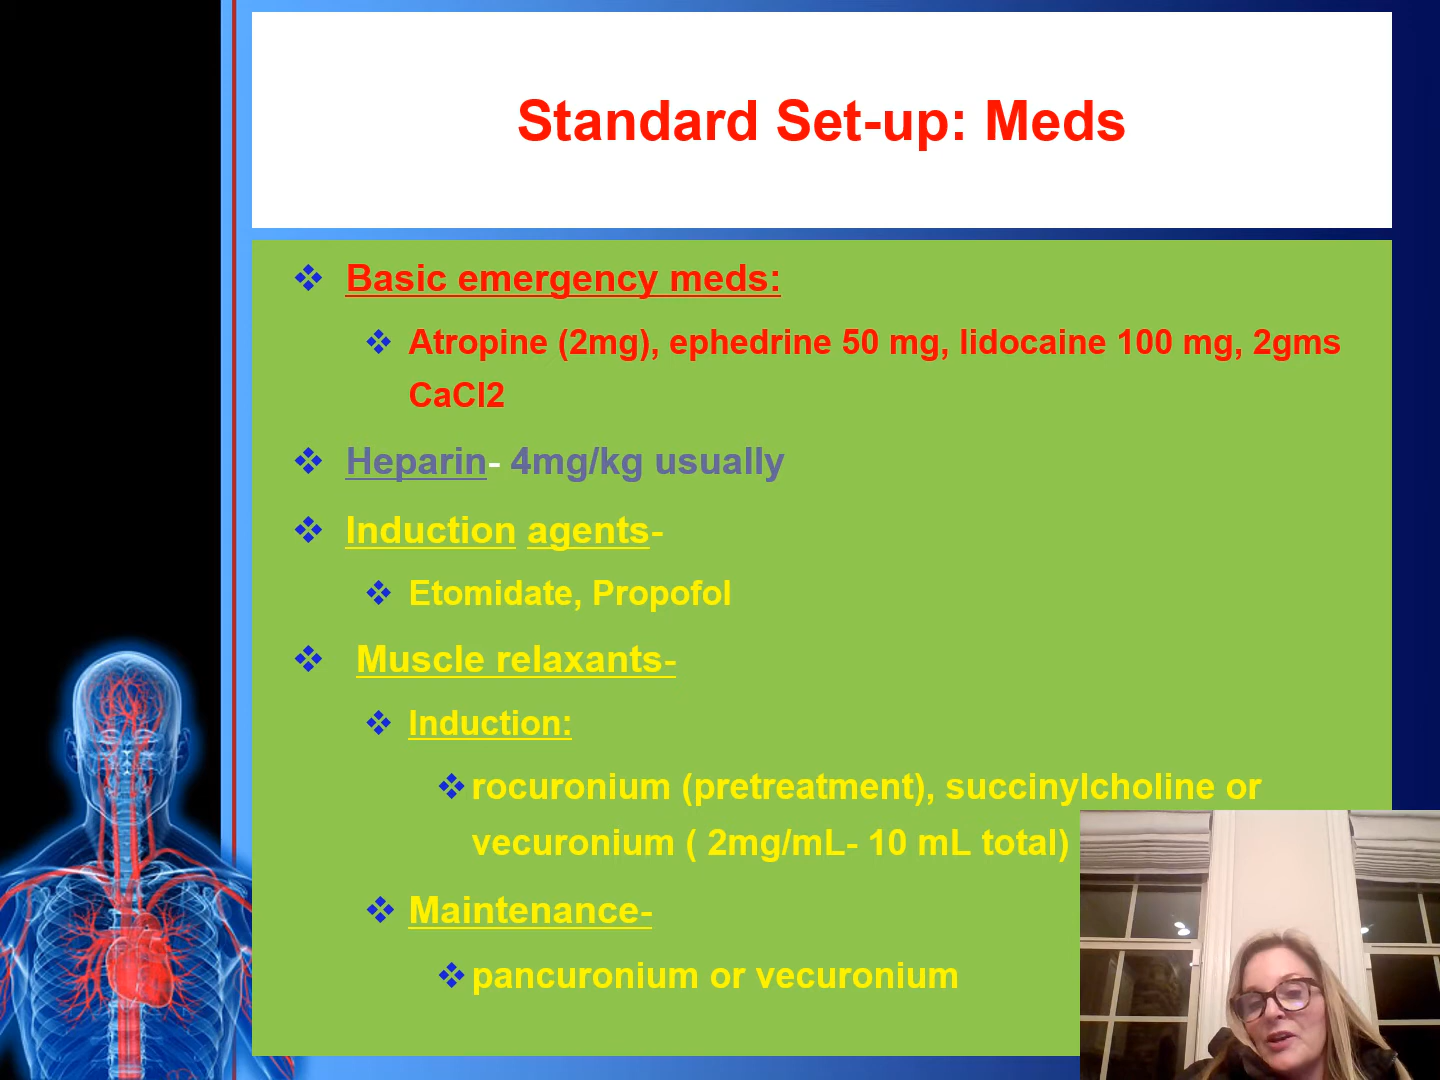 Standard Set-up: Meds
Basic emergency meds:
Atropine (2mg), ephedrine 50 mg, lidocaine 100 mg, 2gms
CaCl2
Heparin- 4mg/kg usually
Induction agents-
Etomidate, Propofol
Muscle relaxants-
Induction:
rocuronium (pretreatment), succinylcholine or
vecuronium ( 2mg/mL- 10 mL total)
Maintenance-
pancuronium or vecuronium